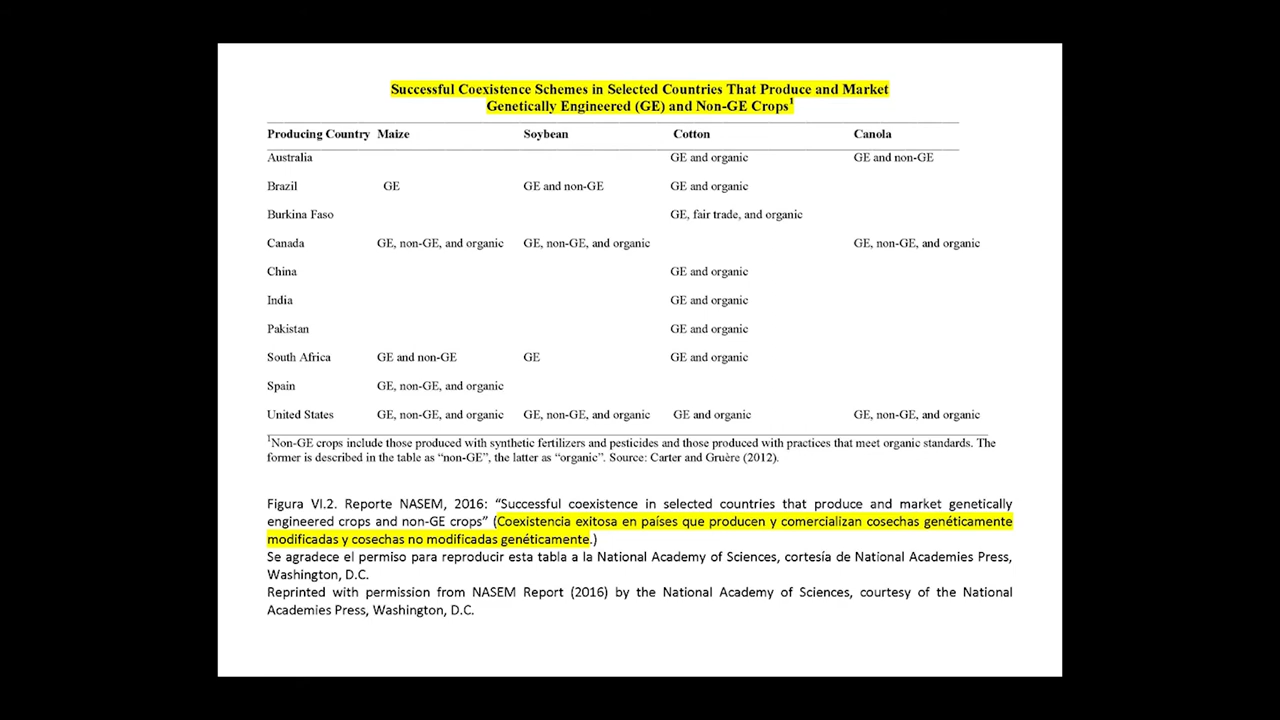 Successful Coexistence Schemes in Selected Countries That Produce and Market
Genetically Engineered (GE) and Non-GE Crops1
Producing Country Maize Soybean Cotton Canola
Australia GE and organic GE and non-GE
Brazil GE GE and non-GE GE and organic
Burkina Faso GE, fair trade, and organic
Canada GE, non-GE, and organic GE, non-GE, and organic GE, non-GE, and organic
China GE and organic
India GE and organic
Pakistan GE and organic
South Africa GE and non-GE GE GE and organic
Spain GE, non-GE, and organic
United States GE, non-GE, and organic GE, non-GE, and organic GE and organic GE, non-GE, and organic
1Non-GE crops include those produced with synthetic fertilizers and pesticides and those produced with practices that meet organic standards. The
former is described in the table as “non-GE”, the latter as “organic”. Source: Carter and Gruère (2012).
Figura VI.2. Reporte NASEM, 2016: “Successful coexistence in selected countries that produce and market genetically
engineered crops and non-GE crops” (Coexistencia exitosa en países que producen y comercializan cosechas genéticamente
modificadas y cosechas no modificadas genéticamente.)
Se agradece el permiso para reproducir esta tabla a la National Academy of Sciences, cortesía de National Academies Press,
Washington, D.C.
Reprinted with permission from NASEM Report (2016) by the National Academy of Sciences, courtesy of the National
Academies Press, Washington, D.C.